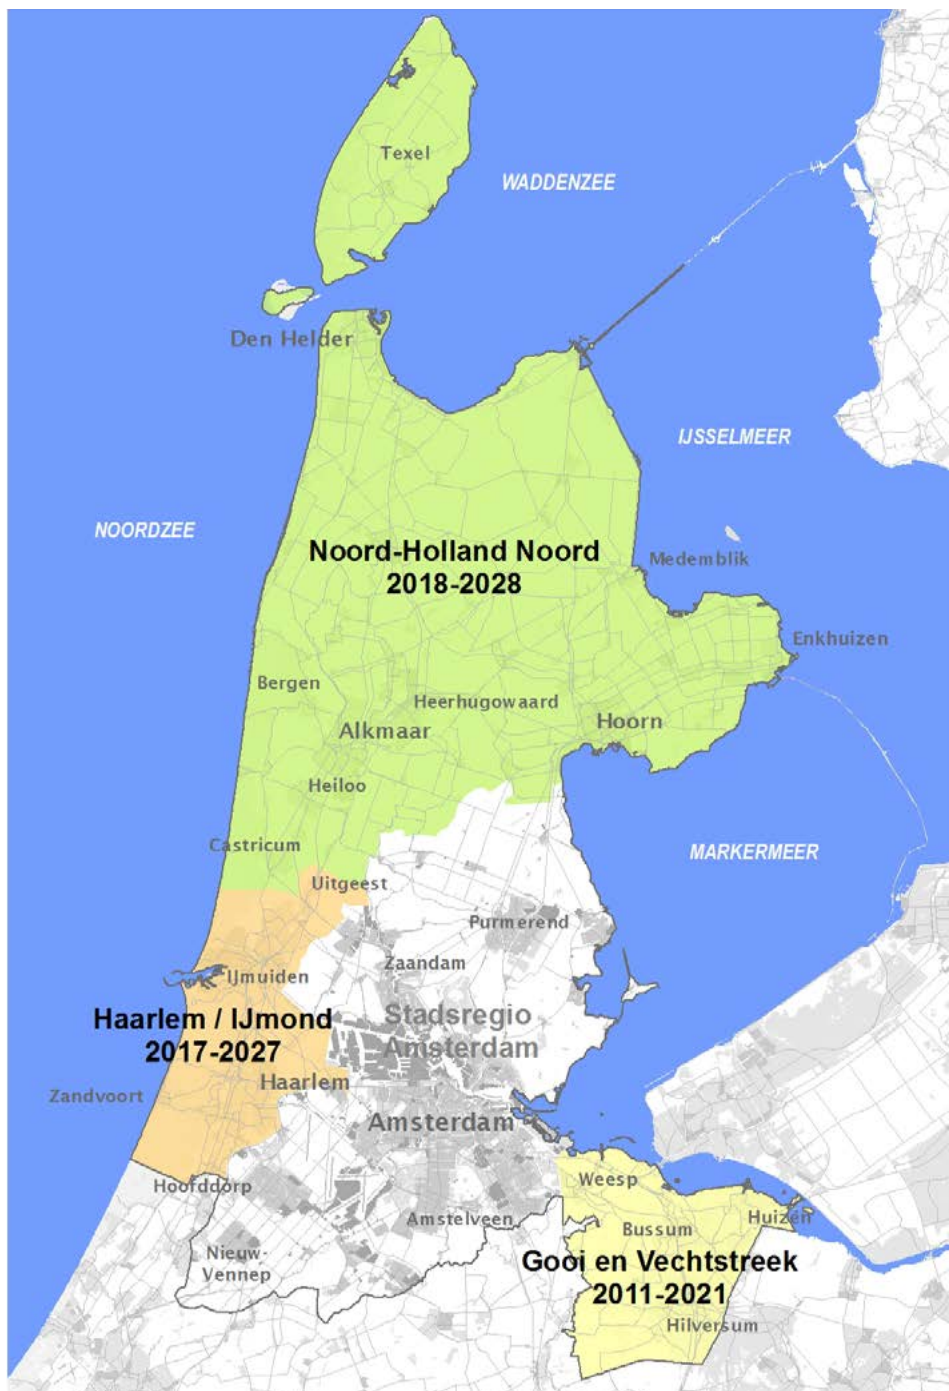 Texel
WADDENZEE
Den Helder
IJSSELMEER
NOORDZEE
Noord-Holland Noord
2018-2028
Medemblik
Enkhuizen
Bergen
Heerhugowaard
Alkmaar
Hoorn
Heiloo
Castricum
MARKERMEER
Uitgeest
Purmerend
Zaandam
IJmuiden
Haarlem / IJmond
2017-2027
Stadsregio
Amsterdam
Haarlem
Zandvoort
Amsterdam
Hoofddorp
Weesp
Amstelveen
Bussum
Huizen
Nieuw-
Vennep
Gooi en Vechtstreek
2011-2021
Hilversum